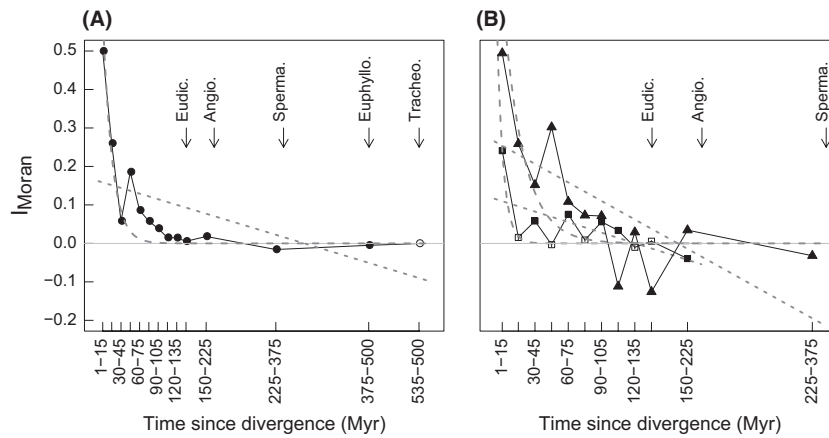 (A)
(B)
I Moran
0.5
0.4
0.3
0.2
0.1
0.0
−0.1
−0.2
Eudic.
Angio.
Sperma.
Euphyllo.
Tracheo.
Eudic.
Angio.
Sperma.
1−15
30−45
60−75
90−105
120−135
150−225
225−375
375−500
535−500
1−15
30−45
60−75
90−105
120−135
150−225
225−375
Time since divergence (Myr)
Time since divergence (Myr)